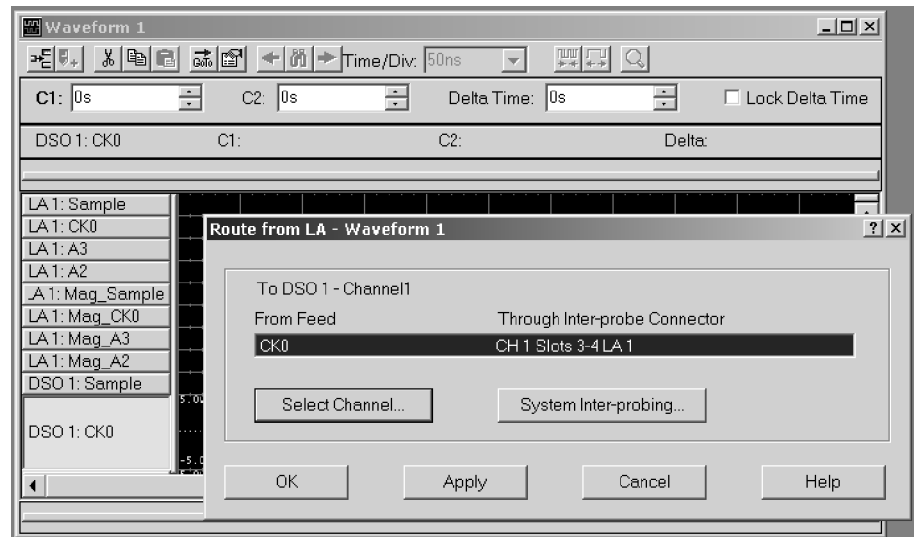 Waveform 1
GoTo Time/Div: 50ns
C1: 0s C2: 0s Delta Time: 0s Lock Delta Time
DSO 1: CK0 C1: C2: Delta:
LA 1: Sample
LA 1: CK0
LA 1: A3
LA 1: A2
.A 1: Mag_Sample
LA 1: Mag_CK0
LA 1: Mag_A3
LA 1: Mag_A2
DSO 1: Sample
DSO 1: CK0
Route from LA - Waveform 1
To DSO 1 - Channel1
From Feed Through Inter-probe Connector
CK0 CH 1 Slots 3-4 LA 1
Select Channel... System Inter-probing...
OK Apply Cancel Help